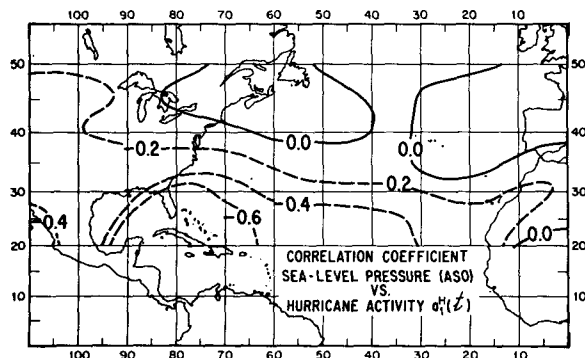 100 90 80 70 60 50 40 30 20 10
50 50
0.0
40 0.2 0.0 40
30 0.2 30
0.4
0.4 0.6 0.0
20 20
CORRELATION COEFFICIENT
SEA-LEVEL PRESSURE (ASO)
VS.
10 HURRICANE ACTIVITY a₁ᴴ(t) 10
100 90 80 70 60 50 40 30 20 10